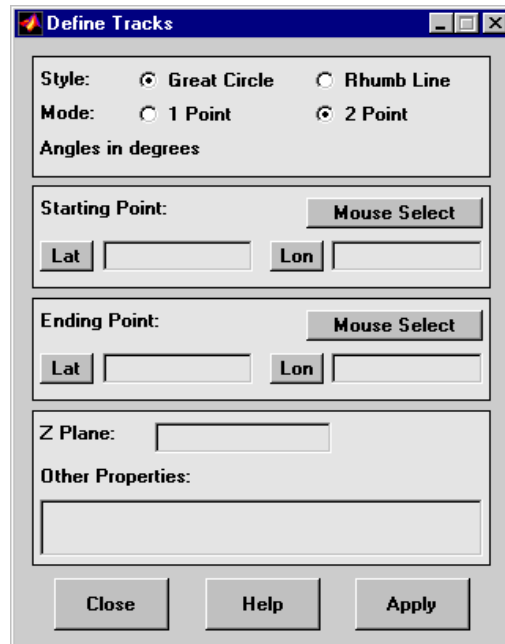 Define Tracks
Style: Great Circle Rhumb Line
Mode: 1 Point 2 Point
Angles in degrees
Starting Point: Mouse Select
Lat Lon
Ending Point: Mouse Select
Lat Lon
Z Plane:
Other Properties:
Close Help Apply